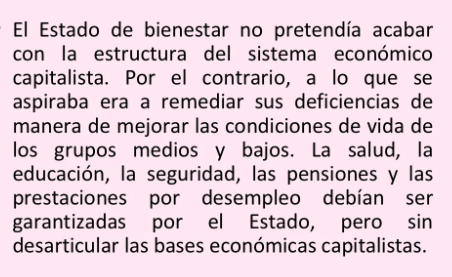 El Estado de bienestar no pretendía acabar
con la estructura del sistema económico
capitalista. Por el contrario, a lo que se
aspiraba era a remediar sus deficiencias de
manera de mejorar las condiciones de vida de
los grupos medios y bajos. La salud, la
educación, la seguridad, las pensiones y las
prestaciones por desempleo debían ser
garantizadas por el Estado, pero sin
desarticular las bases económicas capitalistas.